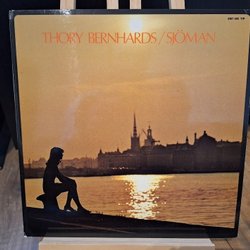 THORY BERNHARDS / SJÖMAN